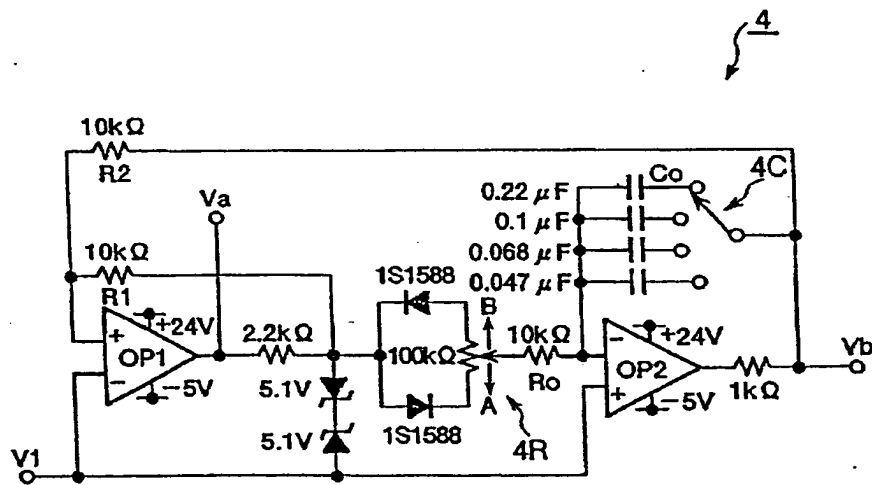 4
10kΩ
R2
Va
Co
4C
0.22 μF
0.1 μF
0.068 μF
0.047 μF
10kΩ
R1
1S1588
B
+24V
+
OP1
−
−5V
2.2kΩ
100kΩ
10kΩ
Ro
A
−
+24V
OP2
+
−5V
1kΩ
Vb
5.1V
5.1V
1S1588
4R
V1